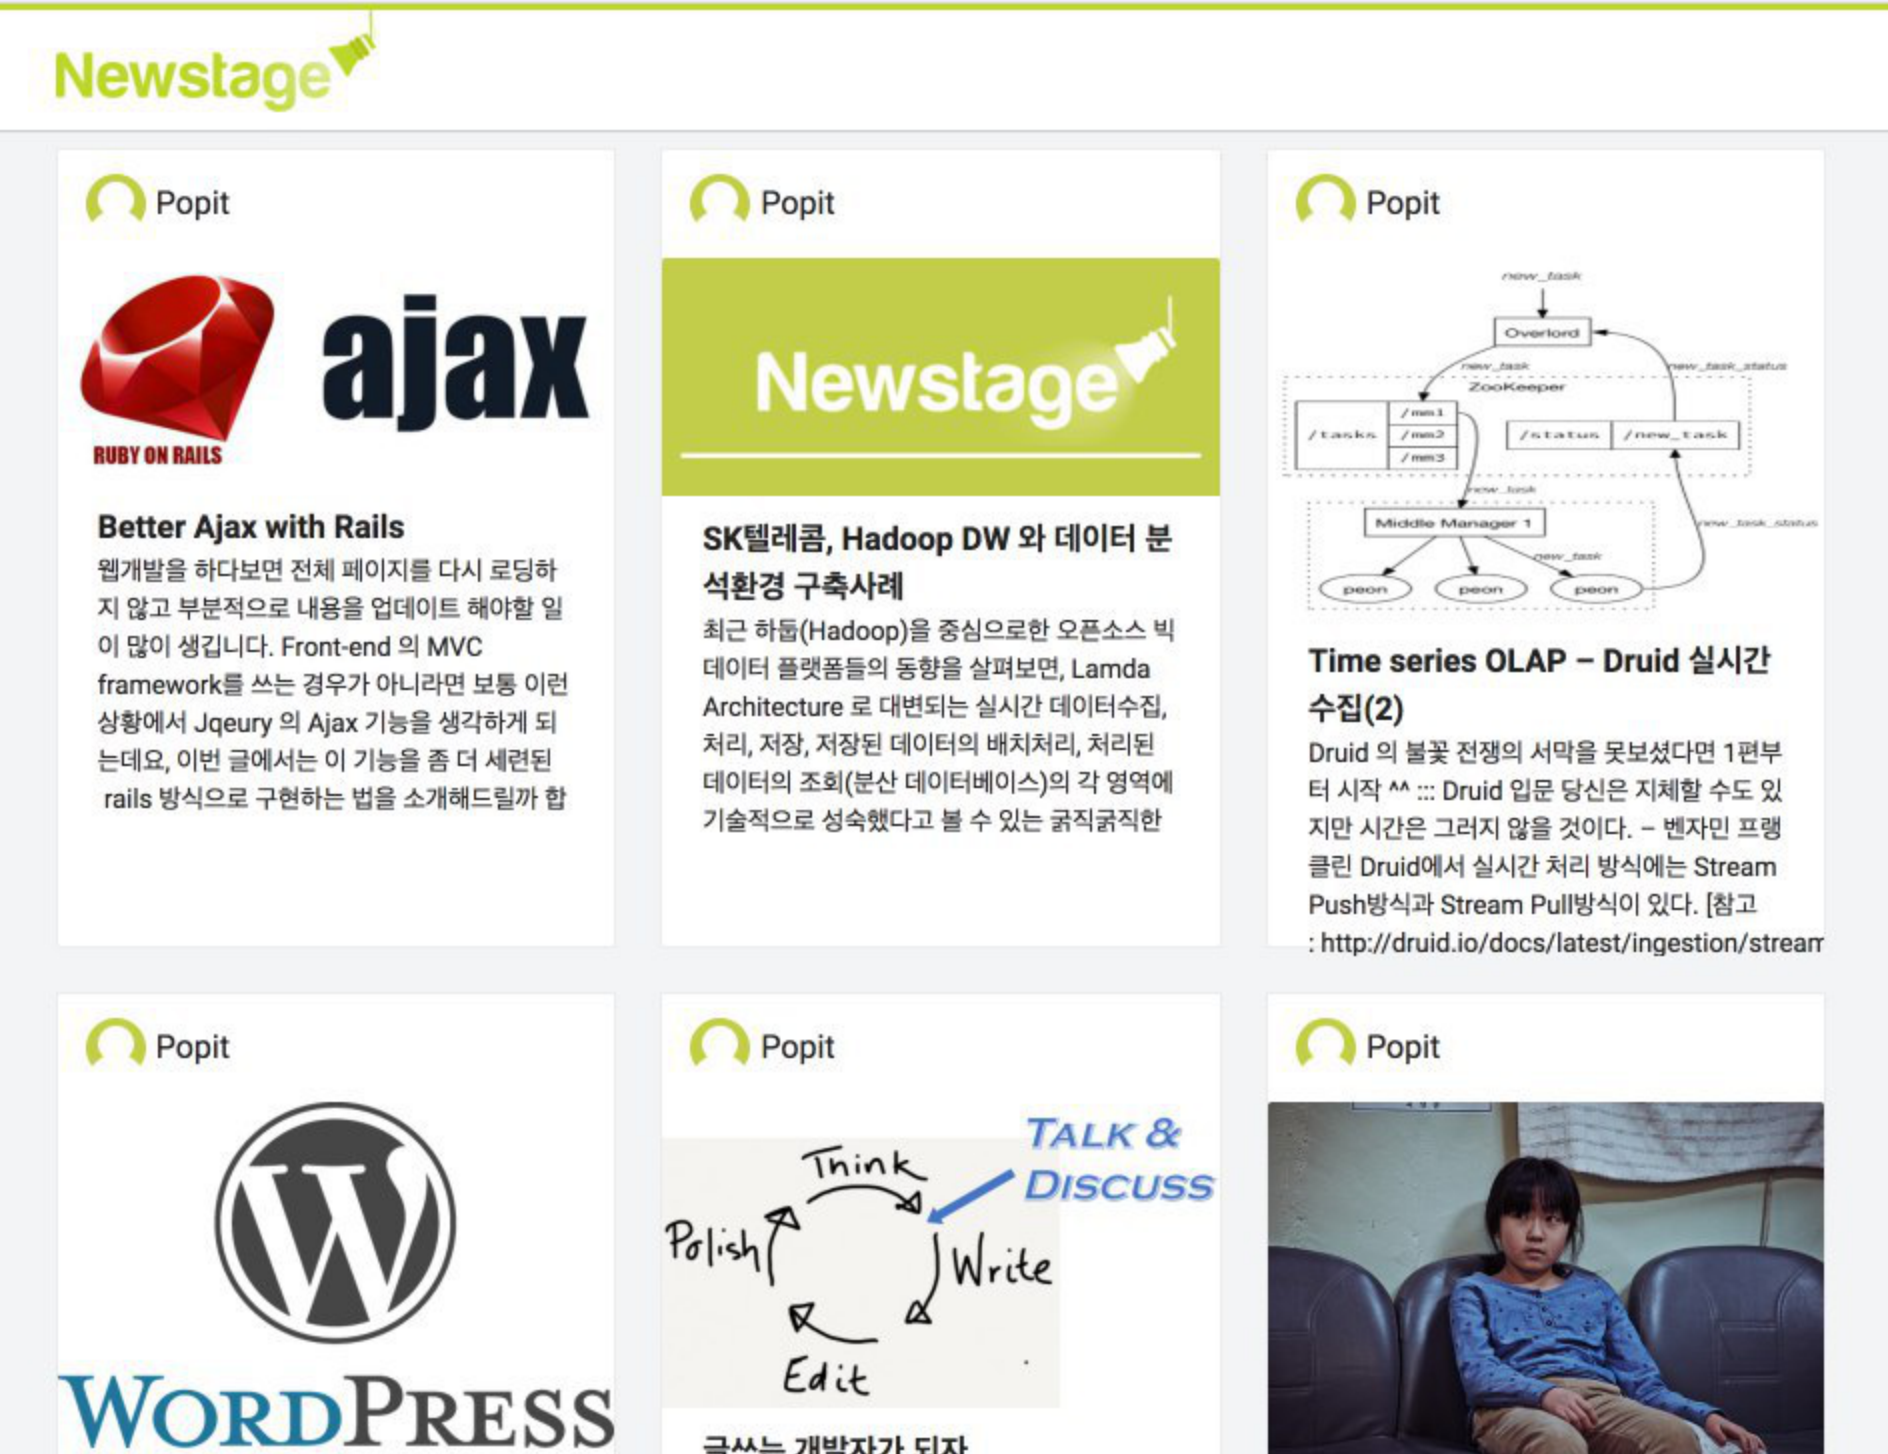 Newstage
Popit
RUBY ON RAILS
ajax
Better Ajax with Rails
웹개발을 하다보면 전체 페이지를 다시 로딩하
지 않고 부분적으로 내용을 업데이트 해야할 일
이 많이 생깁니다. Front-end 의 MVC
framework를 쓰는 경우가 아니라면 보통 이런
상황에서 Jqeury 의 Ajax 기능을 생각하게 되
는데요, 이번 글에서는 이 기능을 좀 더 세련된
rails 방식으로 구현하는 법을 소개해드릴까 합
Popit
Newstage
SK텔레콤, Hadoop DW 와 데이터 분
석환경 구축사례
최근 하둡(Hadoop)을 중심으로한 오픈소스 빅
데이터 플랫폼들의 동향을 살펴보면, Lamda
Architecture 로 대변되는 실시간 데이터수집,
처리, 저장, 저장된 데이터의 배치처리, 처리된
데이터의 조회(분산 데이터베이스)의 각 영역에
기술적으로 성숙했다고 볼 수 있는 굵직굵직한
Popit
new_task
Overlord
new_task
new_task_status
ZooKeeper
/tasks
/mm1
/mm2
/mm3
/status
/new_task
new_task
Middle Manager 1
new_task_status
new_task
peon
peon
peon
Time series OLAP – Druid 실시간
수집(2)
Druid 의 불꽃 전쟁의 서막을 못보셨다면 1편부
터 시작 ^^ ::: Druid 입문 당신은 지체할 수도 있
지만 시간은 그러지 않을 것이다. – 벤자민 프랭
클린 Druid에서 실시간 처리 방식에는 Stream
Push방식과 Stream Pull방식이 있다. [참고
: http://druid.io/docs/latest/ingestion/stream
Popit
WORDPRESS
Popit
TALK &
DISCUSS
Think
Polish
Write
Edit
글쓰는 개발자가 되자
Popit